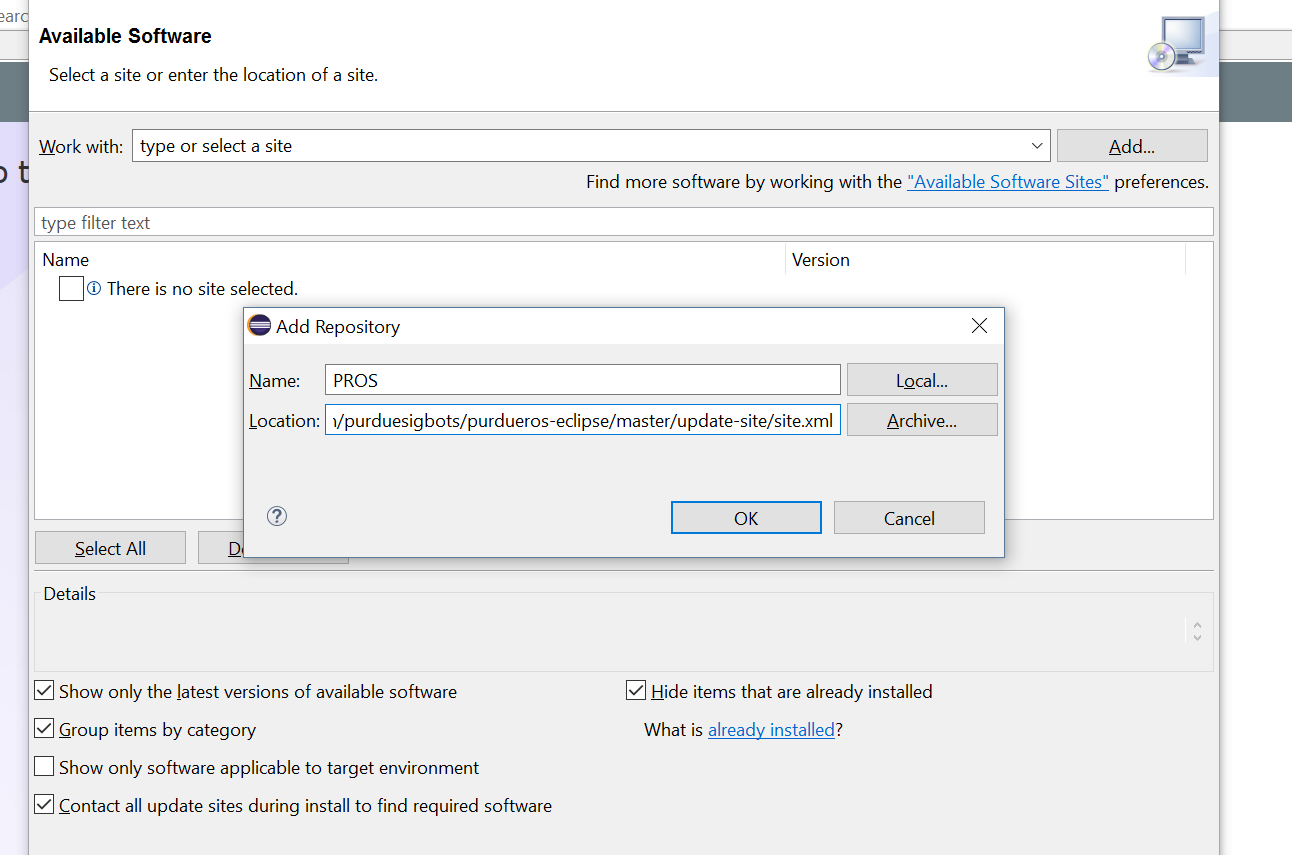 Available Software
Select a site or enter the location of a site.
Work with: type or select a site Add...
Find more software by working with the "Available Software Sites" preferences.
type filter text
Name Version
There is no site selected.
Add Repository
Name: PROS Local...
Location: /purduesigbots/purdueros-eclipse/master/update-site/site.xml Archive...
OK Cancel
Select All
Details
Show only the latest versions of available software Hide items that are already installed
Group items by category What is already installed?
Show only software applicable to target environment
Contact all update sites during install to find required software